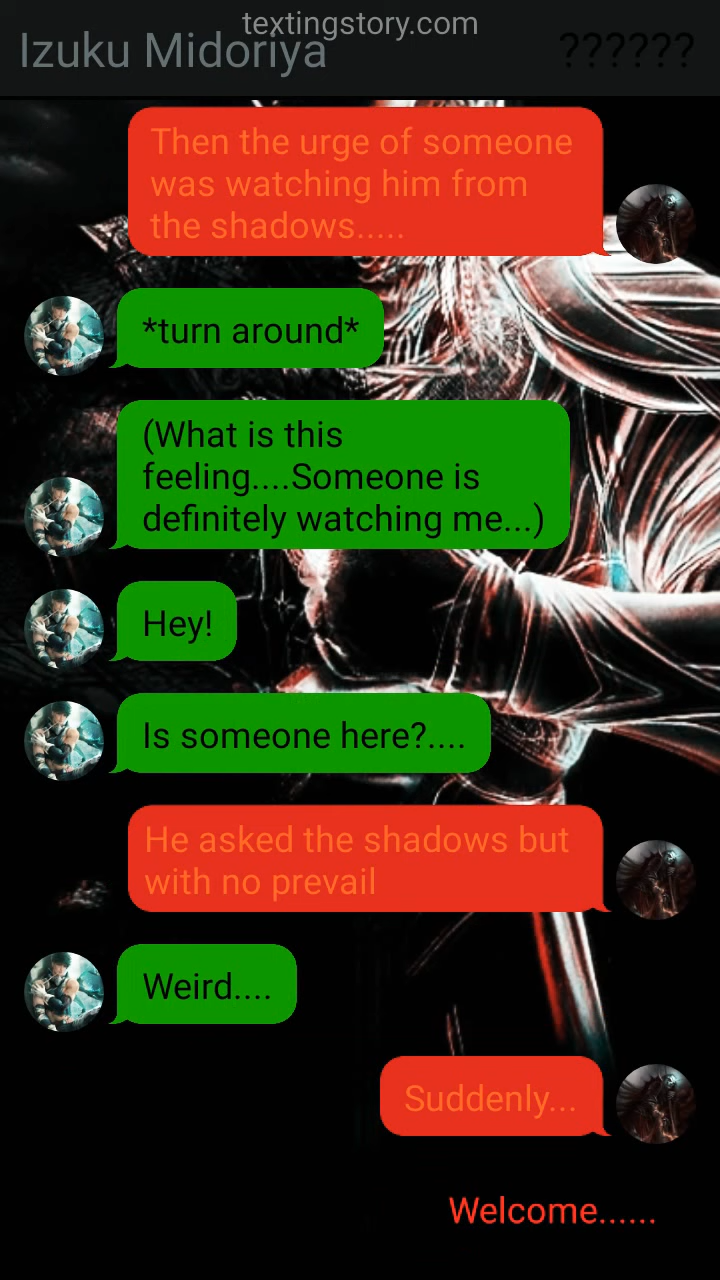 textingstory.com
Izuku Midoriya
??????
Then the urge of someone
was watching him from
the shadows.....
*turn around*
(What is this
feeling....Someone is
definitely watching me...)
Hey!
Is someone here?....
He asked the shadows but
with no prevail
Weird....
Suddenly...
Welcome......